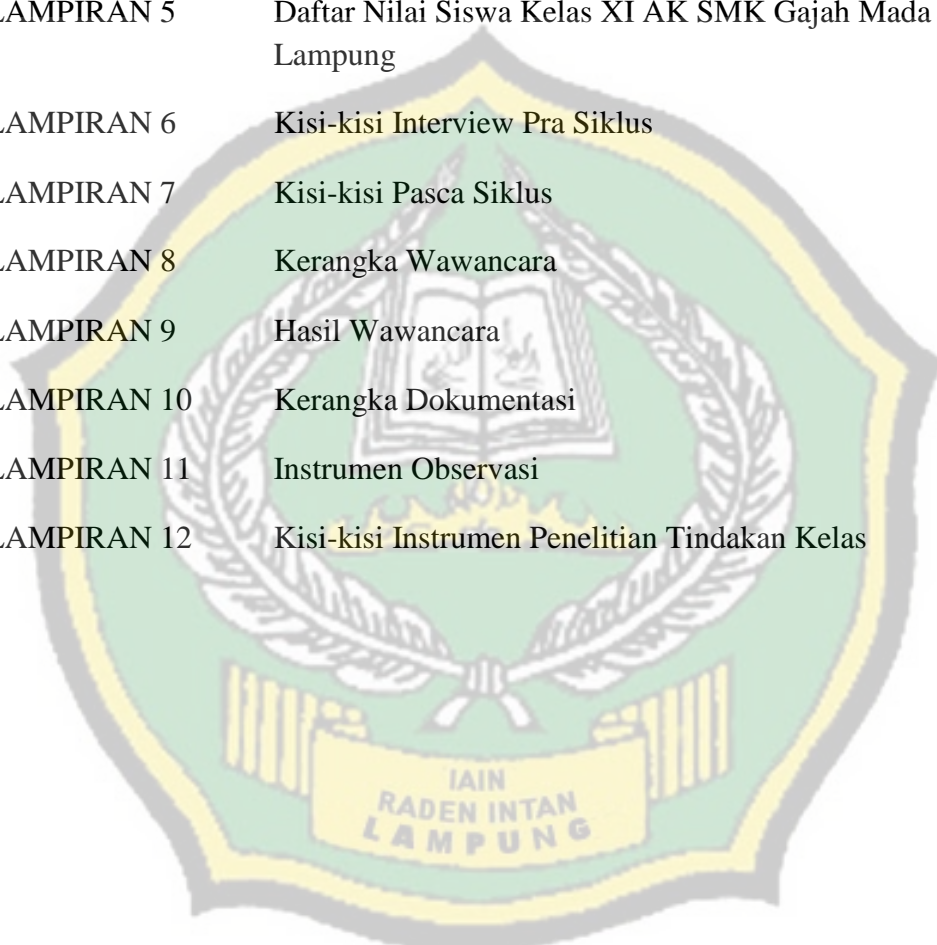 LAMPIRAN 5 Daftar Nilai Siswa Kelas XI AK SMK Gajah Mada
Lampung
LAMPIRAN 6 Kisi-kisi Interview Pra Siklus
LAMPIRAN 7 Kisi-kisi Pasca Siklus
LAMPIRAN 8 Kerangka Wawancara
LAMPIRAN 9 Hasil Wawancara
LAMPIRAN 10 Kerangka Dokumentasi
LAMPIRAN 11 Instrumen Observasi
LAMPIRAN 12 Kisi-kisi Instrumen Penelitian Tindakan Kelas
IAIN
RADEN INTAN
LAMPUNG